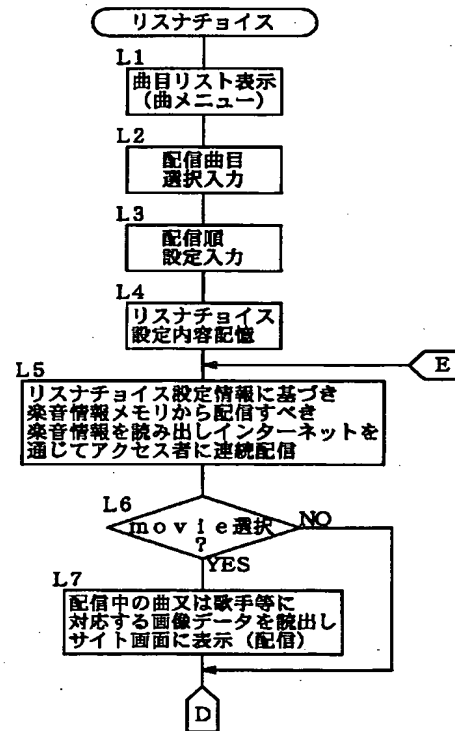 リスナチョイス
L1
曲目リスト表示
(曲メニュー)
L2
配信曲目
選択入力
L3
配信順
設定入力
L4
リスナチョイス
設定内容記憶
E
L5
リスナチョイス設定情報に基づき
楽音情報メモリから配信すべき
楽音情報を読み出しインターネットを
通じてアクセス者に連続配信
L6
movie選択
?
NO
YES
L7
配信中の曲又は歌手等に
対応する画像データを読出し
サイト画面に表示(配信)
D